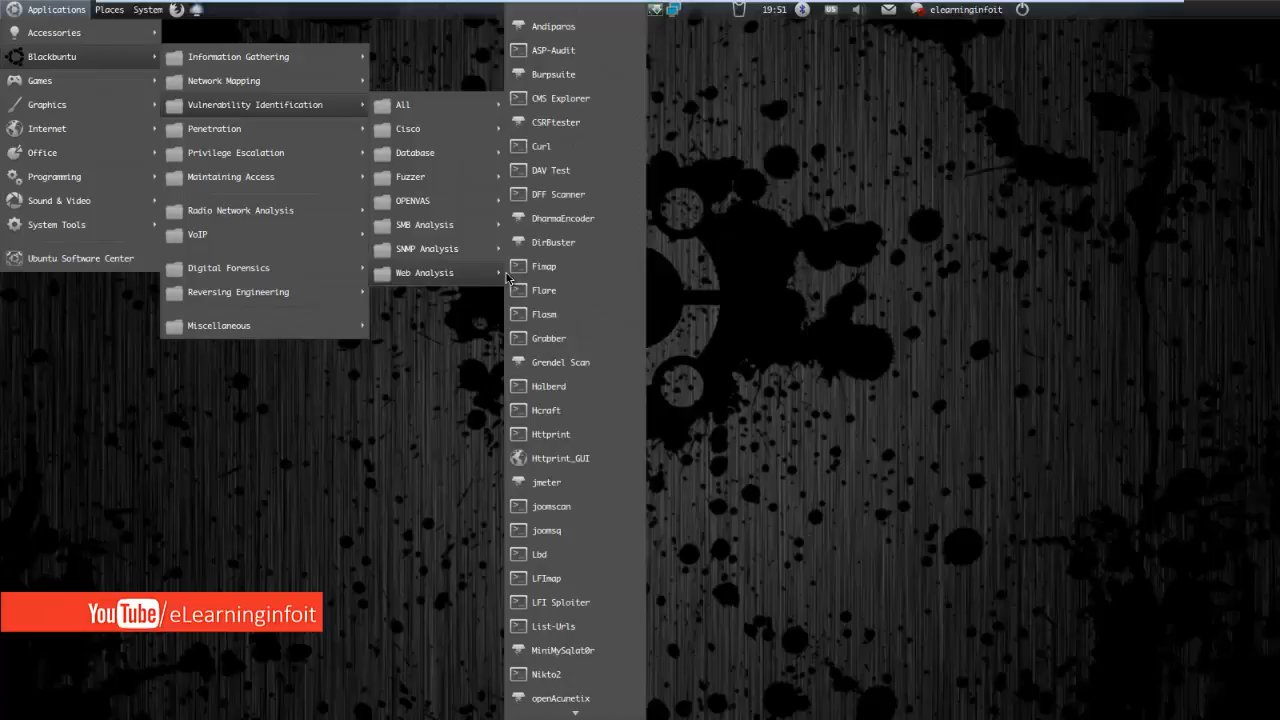 Applications Places System
19:51
US
elearninginfoit
Accessories
Blackbuntu
Games
Graphics
Internet
Office
Programming
Sound & Video
System Tools
Ubuntu Software Center
Information Gathering
Network Mapping
Vulnerability Identification
Penetration
Privilege Escalation
Maintaining Access
Radio Network Analysis
VoIP
Digital Forensics
Reversing Engineering
Miscellaneous
All
Cisco
Database
Fuzzer
OPENVAS
SMB Analysis
SNMP Analysis
Web Analysis
Andiparos
ASP-Audit
Burpsuite
CMS Explorer
CSRFtester
Curl
DAV Test
DFF Scanner
DharmaEncoder
DirBuster
Fimap
Flare
Flasm
Grabber
Grendel Scan
Halberd
Hcraft
Httprint
Httprint_GUI
jmeter
joomscan
joomsq
Lbd
LFImap
LFI Sploiter
List-Urls
MiniMySqlat0r
Nikto2
openAcunetix
YouTube/eLearninginfoit